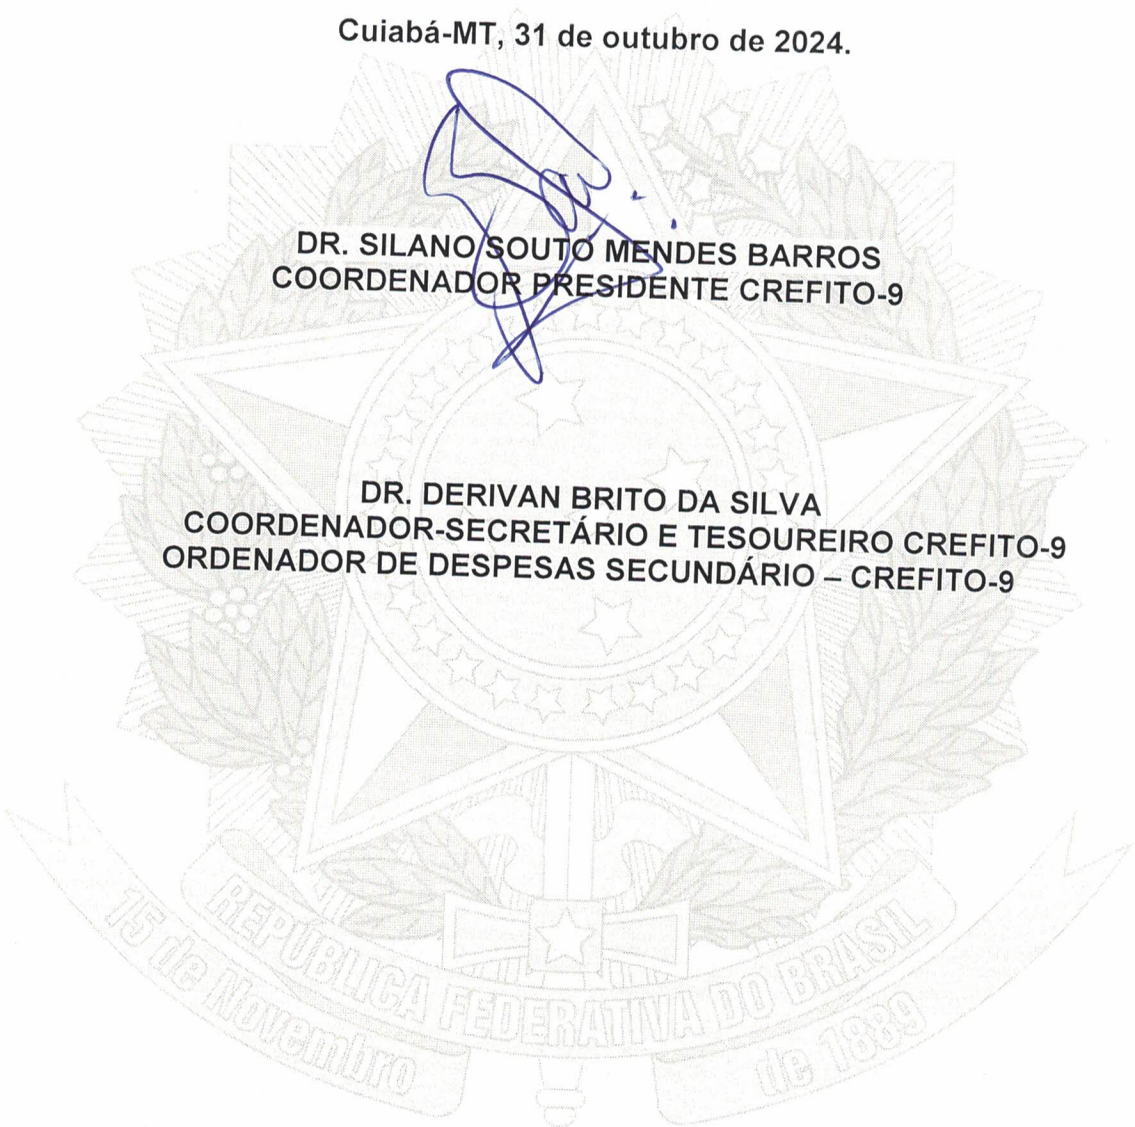 Cuiabá-MT, 31 de outubro de 2024.
DR. SILANO SOUTO MENDES BARROS
COORDENADOR PRESIDENTE CREFITO-9
DR. DERIVAN BRITO DA SILVA
COORDENADOR-SECRETÁRIO E TESOUREIRO CREFITO-9
ORDENADOR DE DESPESAS SECUNDÁRIO – CREFITO-9
REPÚBLICA FEDERATIVA DO BRASIL
15 de Novembro de 1889